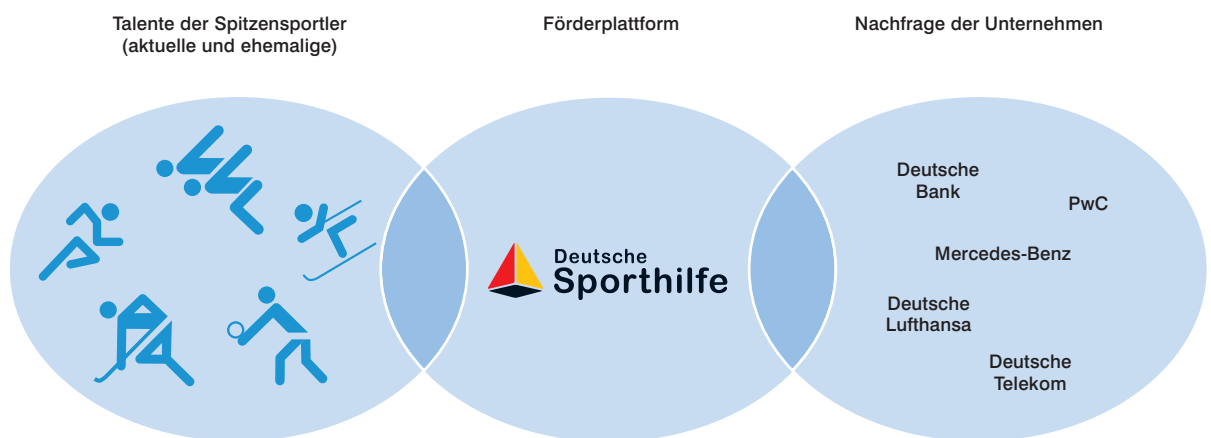 Talente der Spitzensportler
(aktuelle und ehemalige)
Förderplattform
Nachfrage der Unternehmen
Deutsche
Sporthilfe
Deutsche
Bank
PwC
Mercedes-Benz
Deutsche
Lufthansa
Deutsche
Telekom